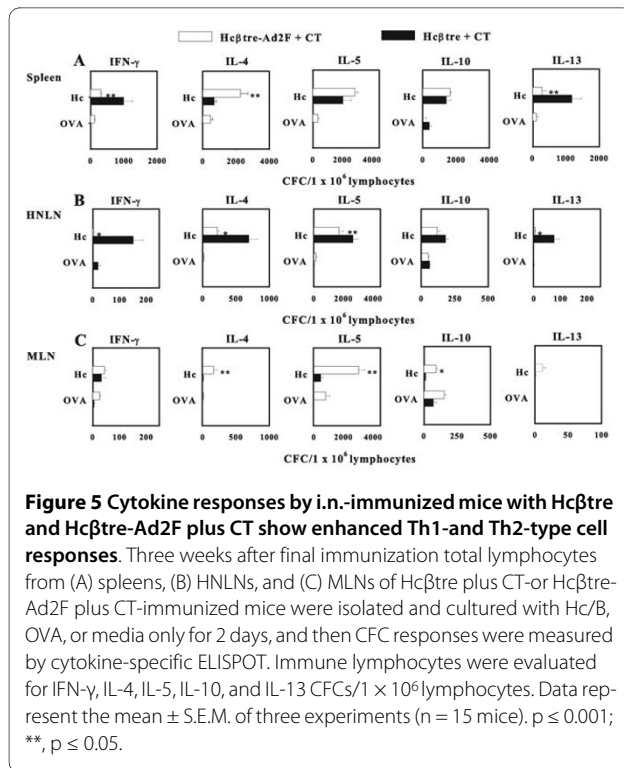 Hcβtre-Ad2F + CT Hcβtre + CT
A IFN-γ IL-4 IL-5 IL-10 IL-13
Spleen
Hc ** ** **
OVA
0 1000 2000 0 2000 4000 0 2000 4000 0 2000 4000 0 1000 2000
CFC/1 x 10⁶ lymphocytes
B IFN-γ IL-4 IL-5 IL-10 IL-13
HNLN
Hc * * ** *
OVA
0 100 200 0 500 1000 0 2000 4000 0 250 500 0 100 200
C IFN-γ IL-4 IL-5 IL-10 IL-13
MLN
Hc ** ** *
OVA
0 100 200 0 500 1000 0 2000 4000 0 250 500 0 50 100
CFC/1 x 10⁶ lymphocytes
Figure 5 Cytokine responses by i.n.-immunized mice with Hcβtre
and Hcβtre-Ad2F plus CT show enhanced Th1-and Th2-type cell
responses. Three weeks after final immunization total lymphocytes
from (A) spleens, (B) HNLNs, and (C) MLNs of Hcβtre plus CT-or Hcβtre-
Ad2F plus CT-immunized mice were isolated and cultured with Hc/B,
OVA, or media only for 2 days, and then CFC responses were measured
by cytokine-specific ELISPOT. Immune lymphocytes were evaluated
for IFN-γ, IL-4, IL-5, IL-10, and IL-13 CFCs/1 × 10⁶ lymphocytes. Data rep-
resent the mean ± S.E.M. of three experiments (n = 15 mice). p ≤ 0.001;
**, p ≤ 0.05.